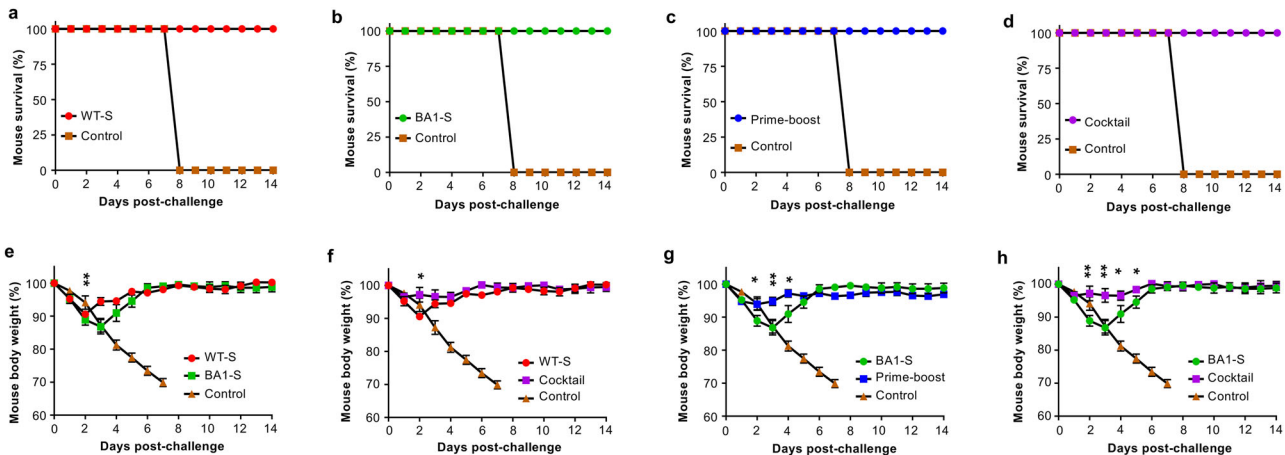 a
Mouse survival (%)
100
75
50
25
0
WT-S
Control
0 2 4 6 8 10 12 14
Days post-challenge
b
Mouse survival (%)
100
75
50
25
0
BA1-S
Control
0 2 4 6 8 10 12 14
Days post-challenge
c
Mouse survival (%)
100
75
50
25
0
Prime-boost
Control
0 2 4 6 8 10 12 14
Days post-challenge
d
Mouse survival (%)
100
75
50
25
0
Cocktail
Control
0 2 4 6 8 10 12 14
Days post-challenge
e
Mouse body weight (%)
100
90
80
70
60
**
WT-S
BA1-S
Control
0 2 4 6 8 10 12 14
Days post-challenge
f
Mouse body weight (%)
100
90
80
70
60
*
WT-S
Cocktail
Control
0 2 4 6 8 10 12 14
Days post-challenge
g
Mouse body weight (%)
100
90
80
70
60
* ** *
BA1-S
Prime-boost
Control
0 2 4 6 8 10 12 14
Days post-challenge
h
Mouse body weight (%)
100
90
80
70
60
** ** * *
BA1-S
Cocktail
Control
0 2 4 6 8 10 12 14
Days post-challenge